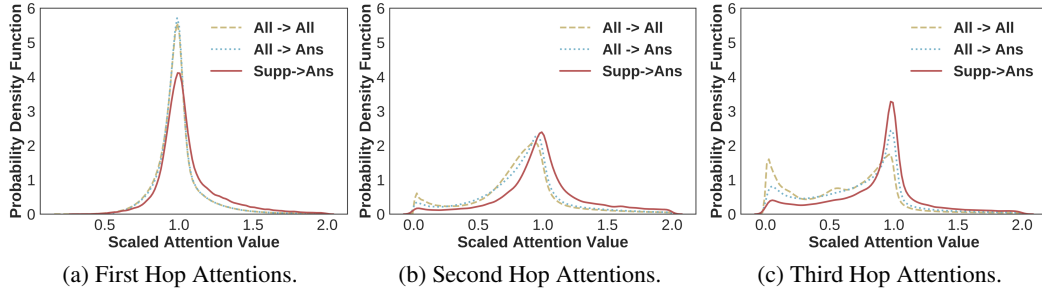 Probability Density Function
6
5
4
3
2
1
0
0.5 1.0 1.5 2.0
Scaled Attention Value
All -> All
All -> Ans
Supp->Ans
(a) First Hop Attentions.
Probability Density Function
6
5
4
3
2
1
0
0.0 0.5 1.0 1.5 2.0
Scaled Attention Value
All -> All
All -> Ans
Supp->Ans
(b) Second Hop Attentions.
Probability Density Function
6
5
4
3
2
1
0
0.0 0.5 1.0 1.5 2.0
Scaled Attention Value
All -> All
All -> Ans
Supp->Ans
(c) Third Hop Attentions.